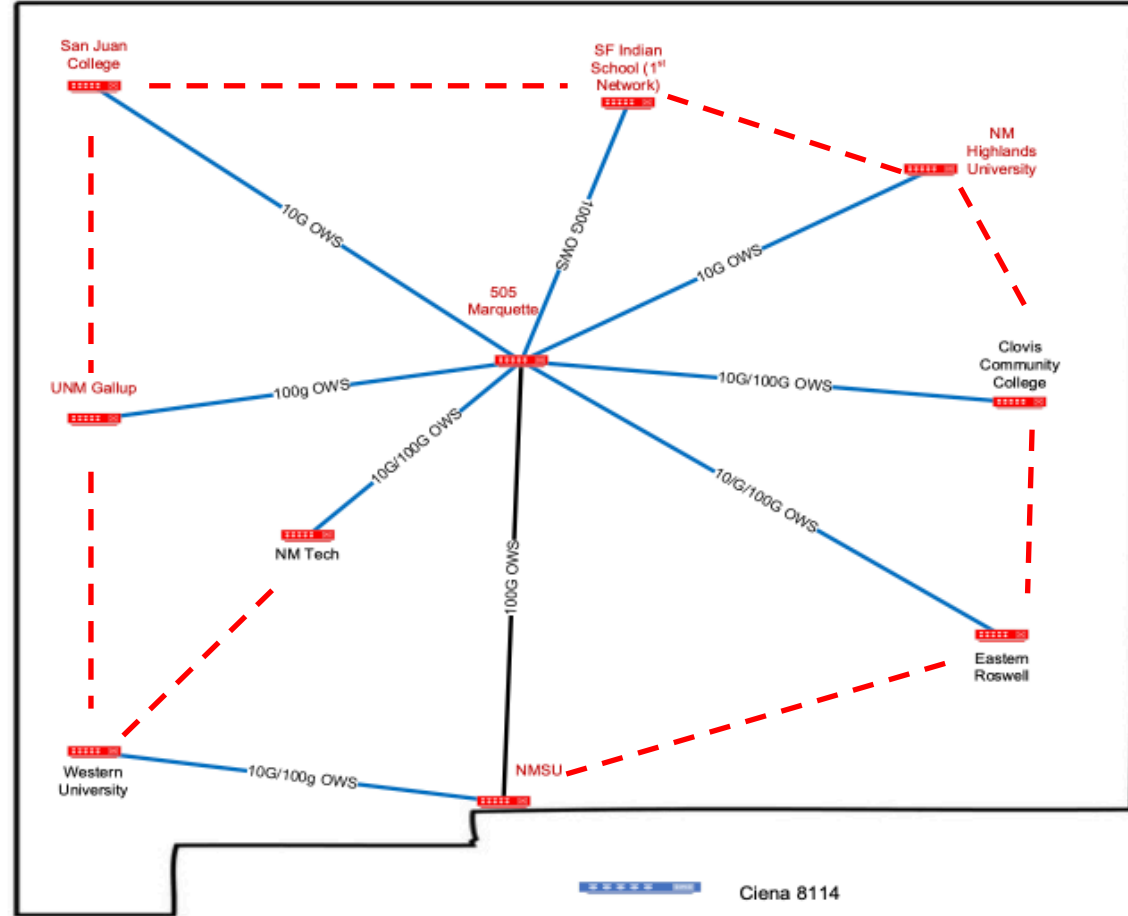 San Juan
College
SF Indian
School (1st
Network)
NM
Highlands
University
10G OWS
100G OWS
10G OWS
505
Marquette
Clovis
Community
College
UNM Gallup
100g OWS
10G/100G OWS
10G/100G OWS
10/G/100G OWS
NM Tech
100G OWS
Eastern
Roswell
Western
University
10G/100g OWS
NMSU
Ciena 8114